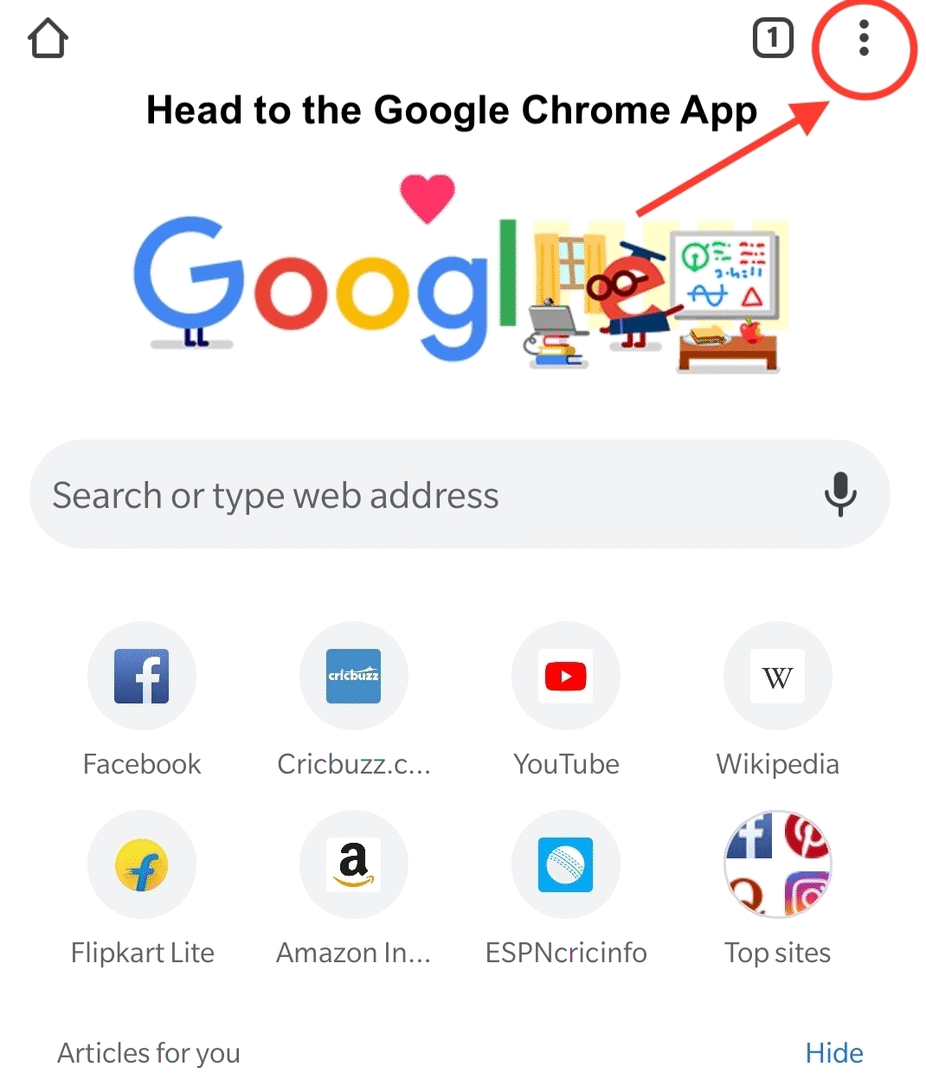 1
Head to the Google Chrome App
Google
Search or type web address
cricbuzz
W
Facebook
Cricbuzz.c...
YouTube
Wikipedia
a
Flipkart Lite
Amazon In...
ESPNcricinfo
Top sites
Articles for you
Hide